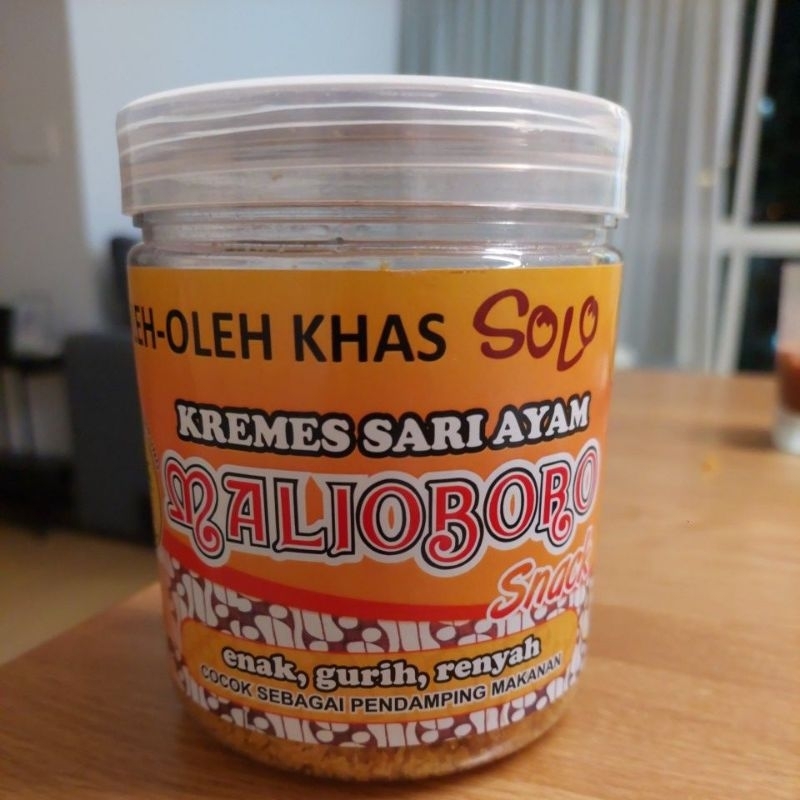 EH-OLEH KHAS SOLO
KREMES SARI AYAM
MALIOBORO
Snack
enak, gurih, renyah
COCOK SEBAGAI PENDAMPING MAKANAN